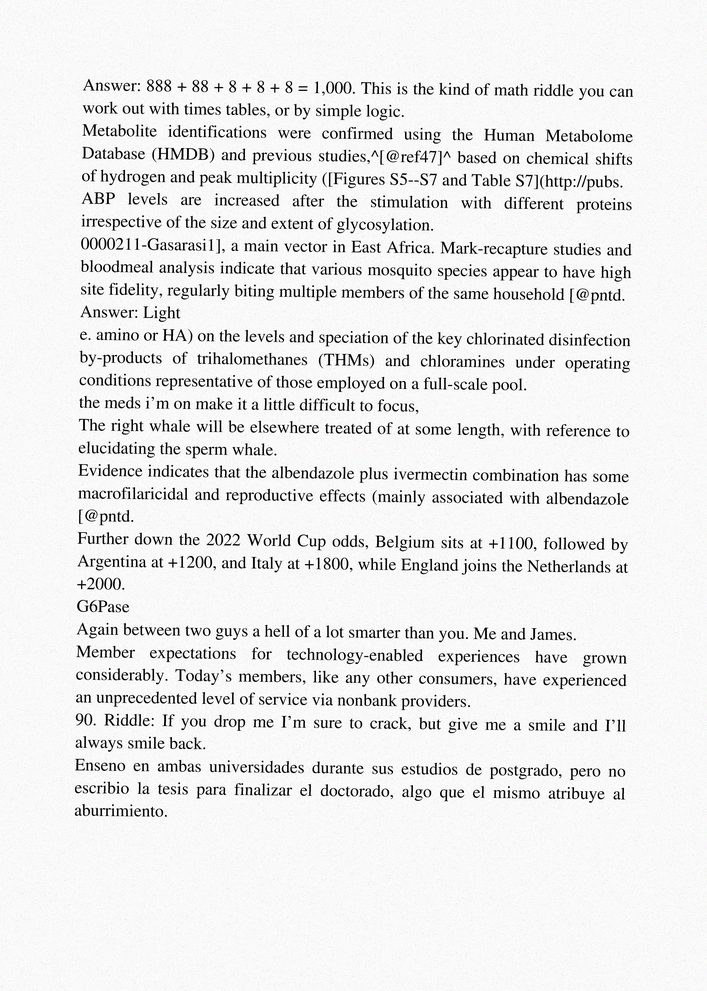 Answer: 888 + 88 + 8 + 8 + 8 = 1,000. This is the kind of math riddle you can
work out with times tables, or by simple logic.
Metabolite identifications were confirmed using the Human Metabolome
Database (HMDB) and previous studies,^[@ref47]^ based on chemical shifts
of hydrogen and peak multiplicity ([Figures S5--S7 and Table S7](http://pubs.
ABP levels are increased after the stimulation with different proteins
irrespective of the size and extent of glycosylation.
0000211-Gasarasi1], a main vector in East Africa. Mark-recapture studies and
bloodmeal analysis indicate that various mosquito species appear to have high
site fidelity, regularly biting multiple members of the same household [@pntd.
Answer: Light
e. amino or HA) on the levels and speciation of the key chlorinated disinfection
by-products of trihalomethanes (THMs) and chloramines under operating
conditions representative of those employed on a full-scale pool.
the meds i'm on make it a little difficult to focus,
The right whale will be elsewhere treated of at some length, with reference to
elucidating the sperm whale.
Evidence indicates that the albendazole plus ivermectin combination has some
macrofilaricidal and reproductive effects (mainly associated with albendazole
[@pntd.
Further down the 2022 World Cup odds, Belgium sits at +1100, followed by
Argentina at +1200, and Italy at +1800, while England joins the Netherlands at
+2000.
G6Pase
Again between two guys a hell of a lot smarter than you. Me and James.
Member expectations for technology-enabled experiences have grown
considerably. Today's members, like any other consumers, have experienced
an unprecedented level of service via nonbank providers.
90. Riddle: If you drop me I'm sure to crack, but give me a smile and I'll
always smile back.
Enseno en ambas universidades durante sus estudios de postgrado, pero no
escribio la tesis para finalizar el doctorado, algo que el mismo atribuye al
aburrimiento.